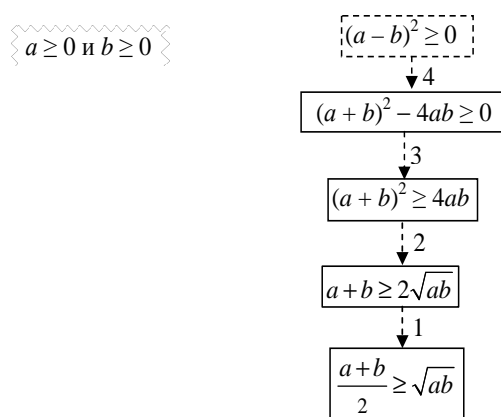 a ≥ 0 и b ≥ 0
(a – b)² ≥ 0
4
(a + b)² − 4ab ≥ 0
3
(a + b)² ≥ 4ab
2
a + b ≥ 2√ab
1
(a + b)/2 ≥ √ab